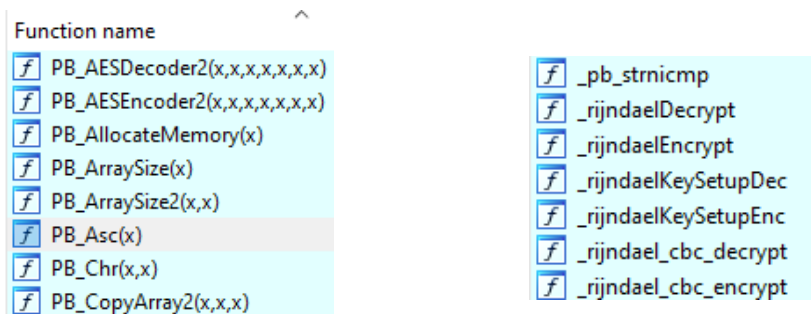 Function name
PB_AESDecoder2(x,x,x,x,x,x,x)
PB_AESEncoder2(x,x,x,x,x,x,x)
PB_AllocateMemory(x)
PB_ArraySize(x)
PB_ArraySize2(x,x)
PB_Asc(x)
PB_Chr(x,x)
PB_CopyArray2(x,x,x)
_pb_strnicmp
_rijndaelDecrypt
_rijndaelEncrypt
_rijndaelKeySetupDec
_rijndaelKeySetupEnc
_rijndael_cbc_decrypt
_rijndael_cbc_encrypt